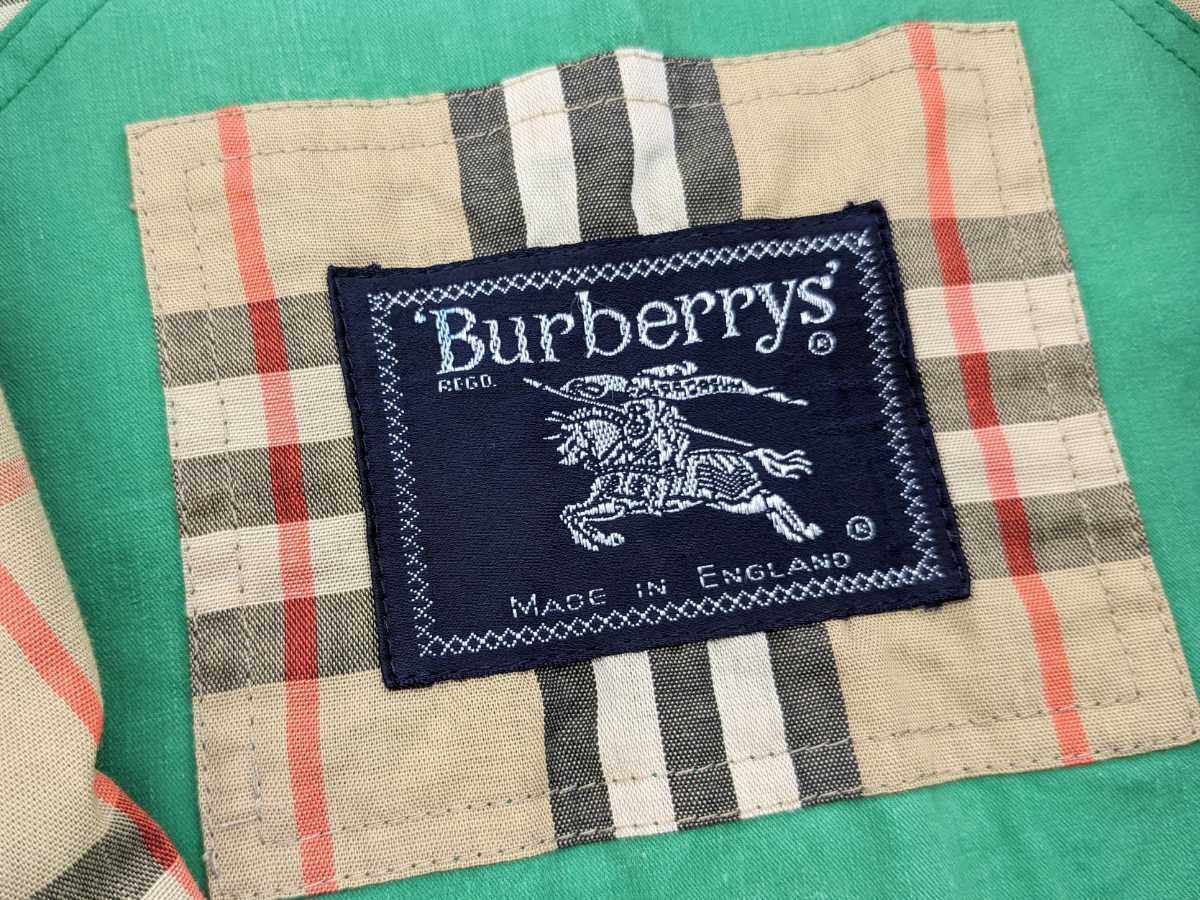 'Burberrys'®
REGD.
®
MADE IN ENGLAND